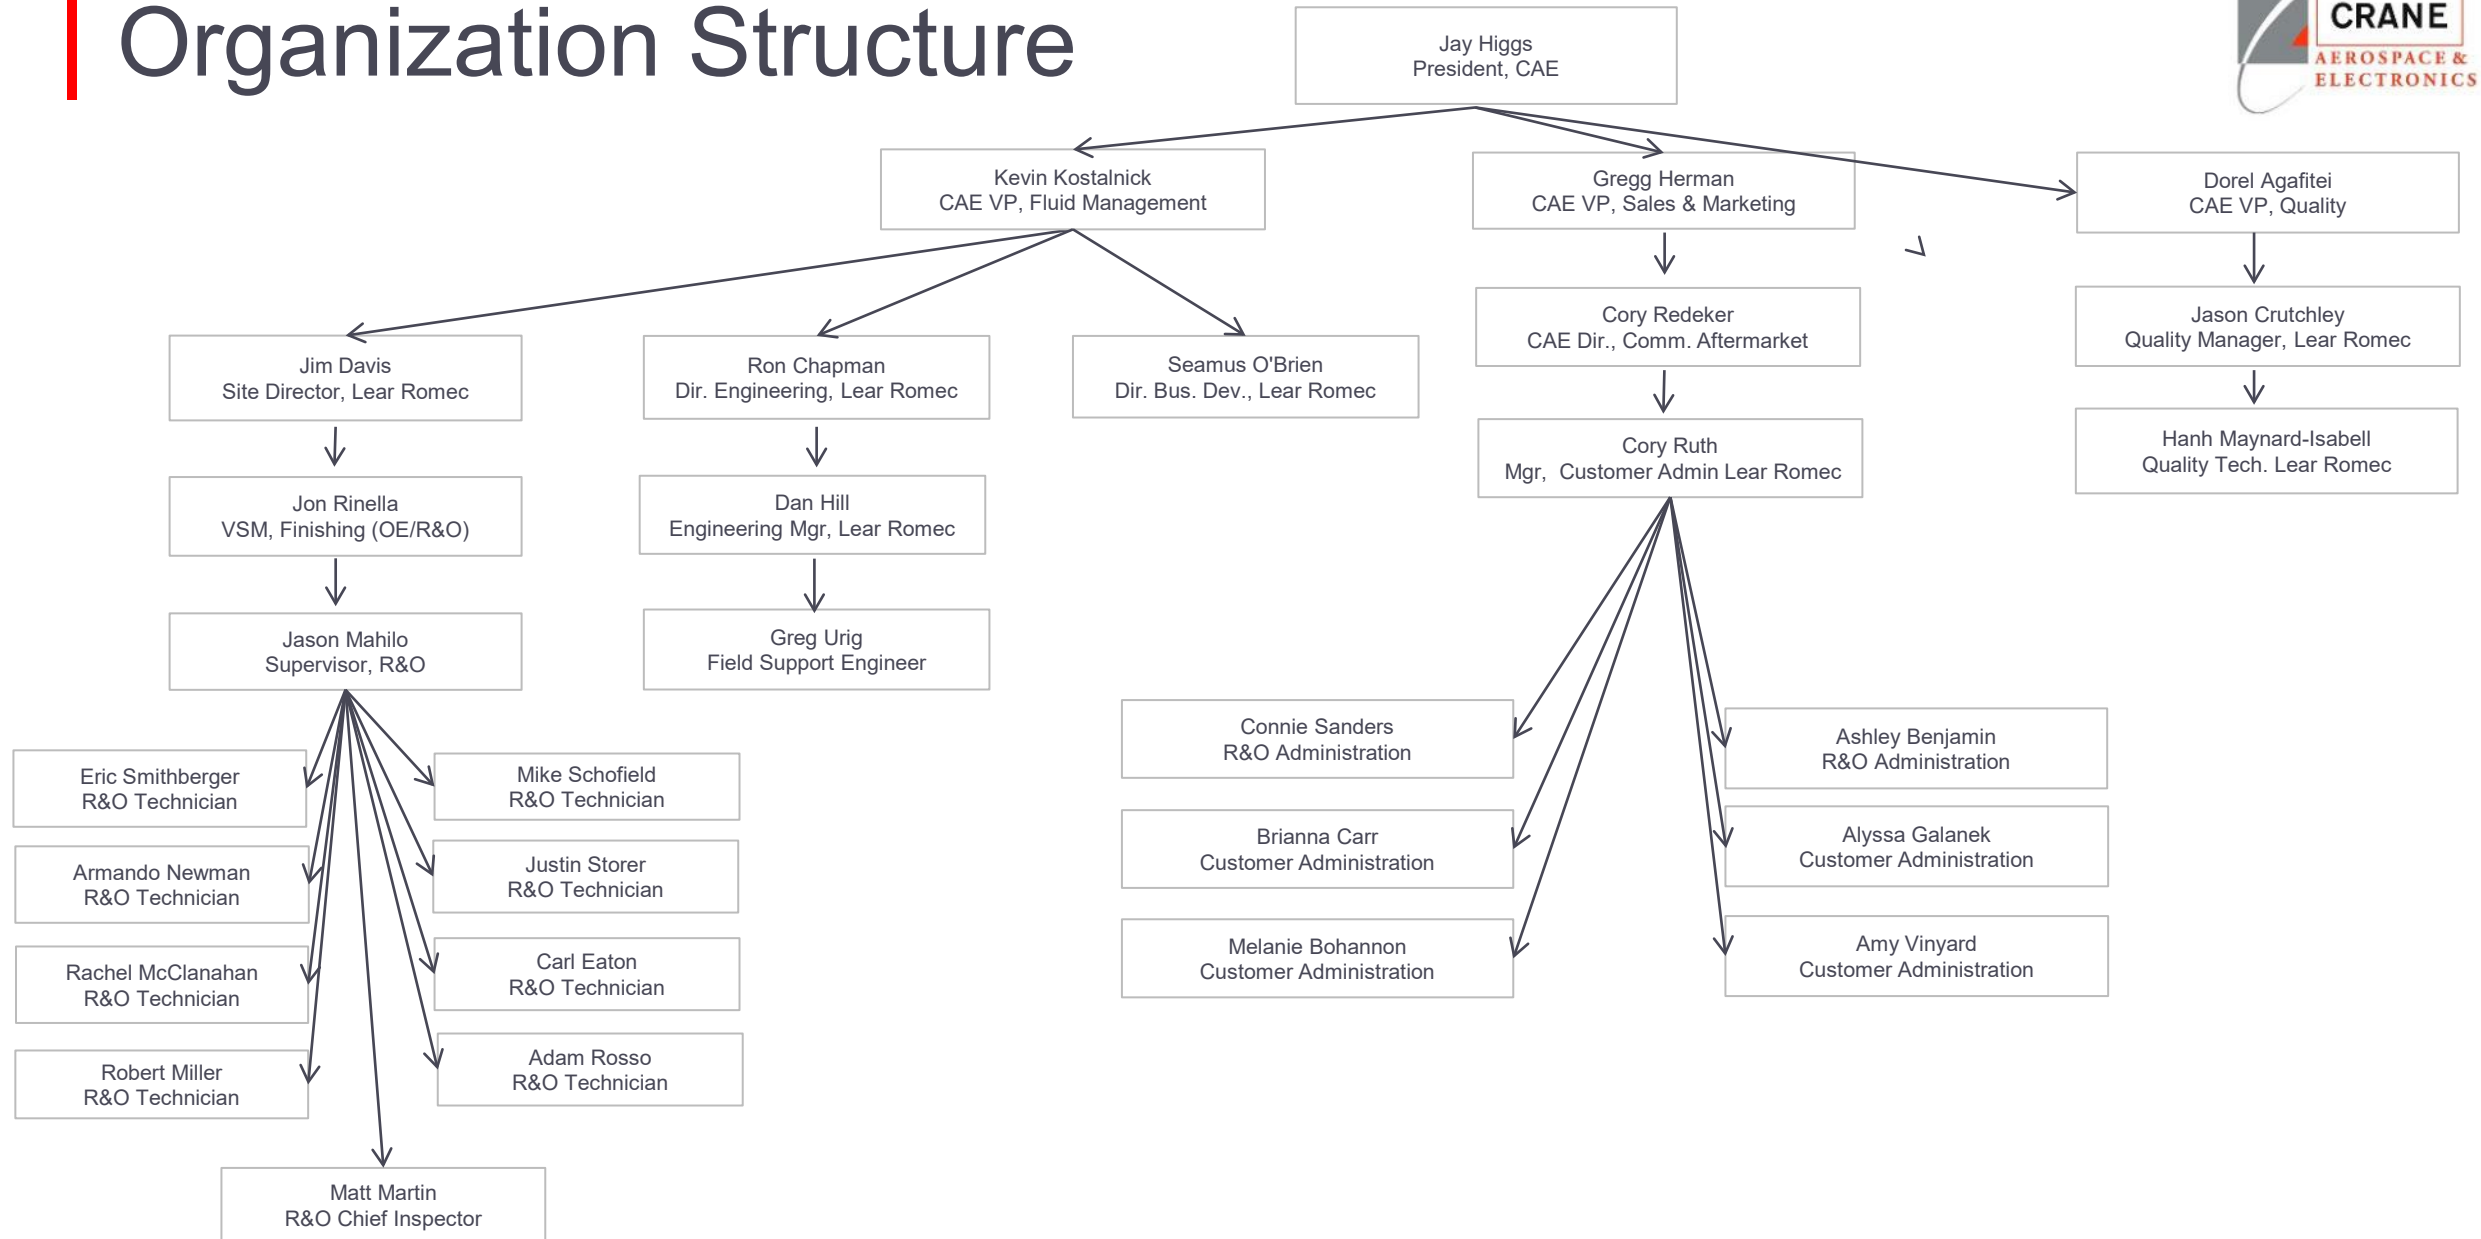 Organization Structure
CRANE
AEROSPACE &
ELECTRONICS
Jay Higgs
President, CAE
Kevin Kostalnick
CAE VP, Fluid Management
Gregg Herman
CAE VP, Sales & Marketing
Dorel Agafitei
CAE VP, Quality
Jim Davis
Site Director, Lear Romec
Ron Chapman
Dir. Engineering, Lear Romec
Seamus O'Brien
Dir. Bus. Dev., Lear Romec
Cory Redeker
CAE Dir., Comm. Aftermarket
Jason Crutchley
Quality Manager, Lear Romec
Jon Rinella
VSM, Finishing (OE/R&O)
Dan Hill
Engineering Mgr, Lear Romec
Cory Ruth
Mgr,  Customer Admin Lear Romec
Hanh Maynard-Isabell
Quality Tech. Lear Romec
Jason Mahilo
Supervisor, R&O
Greg Urig
Field Support Engineer
Eric Smithberger
R&O Technician
Mike Schofield
R&O Technician
Armando Newman
R&O Technician
Justin Storer
R&O Technician
Rachel McClanahan
R&O Technician
Carl Eaton
R&O Technician
Robert Miller
R&O Technician
Adam Rosso
R&O Technician
Matt Martin
R&O Chief Inspector
Connie Sanders
R&O Administration
Ashley Benjamin
R&O Administration
Brianna Carr
Customer Administration
Alyssa Galanek
Customer Administration
Melanie Bohannon
Customer Administration
Amy Vinyard
Customer Administration